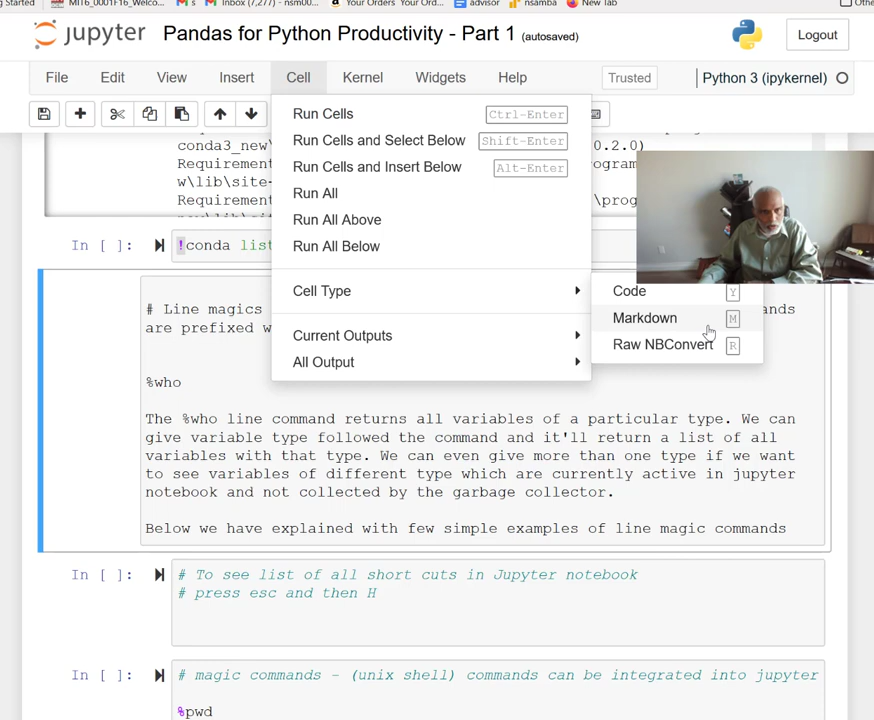 g Started MIT6_0001F16_Welco... M s M Inbox (7,277) - nsm00... Your Orders Your Ord... advisor nsamba New Tab Othe
jupyter Pandas for Python Productivity - Part 1 (autosaved) Logout
File Edit View Insert Cell Kernel Widgets Help Trusted Python 3 (ipykernel)
conda3_new\ 0.2.0)
Requirement progra
w\lib\site-
Requirement \prog
Run Cells Ctrl-Enter
Run Cells and Select Below Shift-Enter
Run Cells and Insert Below Alt-Enter
Run All
Run All Above
Run All Below
Cell Type
Current Outputs
All Output
Code Y
Markdown M
Raw NBConvert R
In [ ]: !conda list
# Line magics ands
are prefixed w
%who
The %who line command returns all variables of a particular type. We can
give variable type followed the command and it'll return a list of all
variables with that type. We can even give more than one type if we want
to see variables of different type which are currently active in jupyter
notebook and not collected by the garbage collector.
Below we have explained with few simple examples of line magic commands
In [ ]: # To see list of all short cuts in Jupyter notebook
# press esc and then H
In [ ]: # magic commands - (unix shell) commands can be integrated into jupyter
%pwd